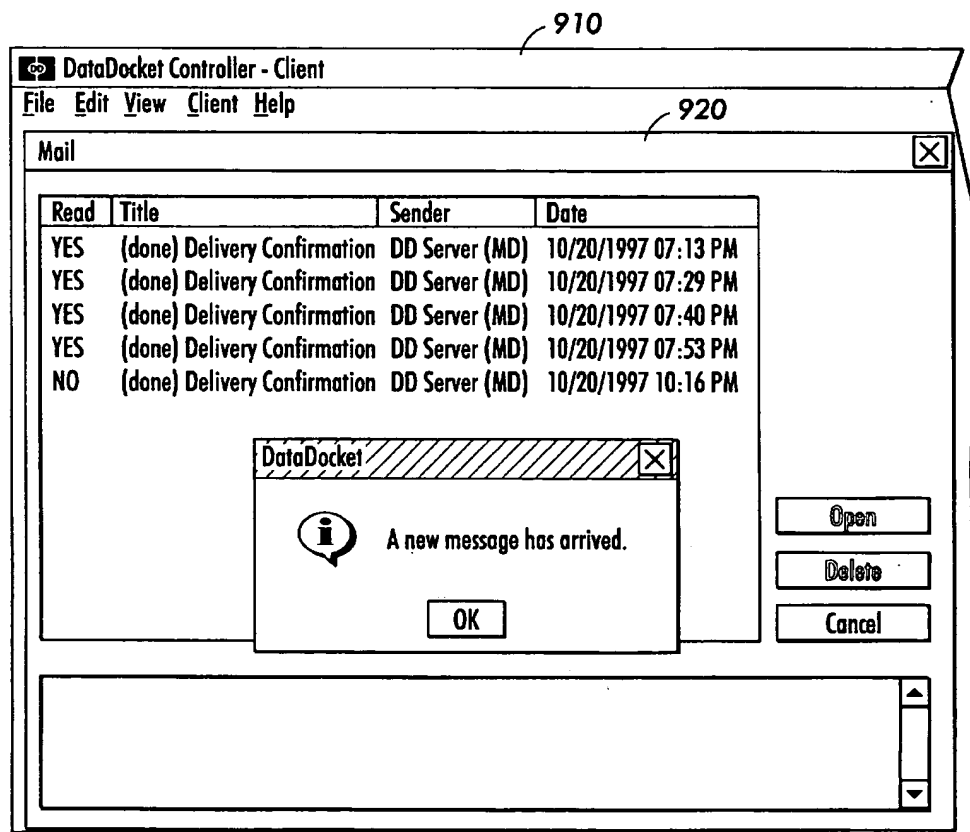 910
DataDocket Controller - Client
File Edit View Client Help
920
Mail
Read Title Sender Date
YES (done) Delivery Confirmation DD Server (MD) 10/20/1997 07:13 PM
YES (done) Delivery Confirmation DD Server (MD) 10/20/1997 07:29 PM
YES (done) Delivery Confirmation DD Server (MD) 10/20/1997 07:40 PM
YES (done) Delivery Confirmation DD Server (MD) 10/20/1997 07:53 PM
NO (done) Delivery Confirmation DD Server (MD) 10/20/1997 10:16 PM
DataDocket
A new message has arrived.
OK
Open
Delete
Cancel